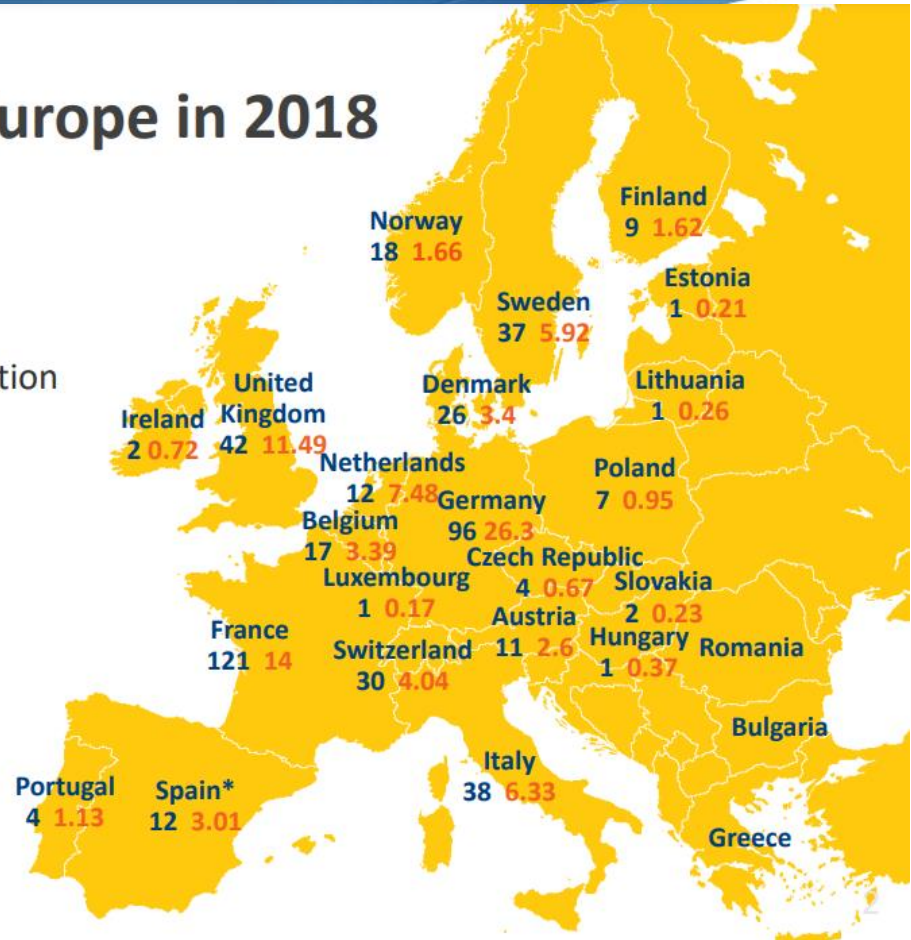 urope in 2018
Finland
9 1.62
Norway
18 1.66
Estonia
1 0.21
Sweden
37 5.92
tion
United
Kingdom
42 11.49
Denmark
26 3.4
Lithuania
1 0.26
Ireland
2 0.72
Netherlands
12 7.48
Poland
7 0.95
Germany
96 26.3
Belgium
17 3.39
Czech Republic
4 0.67
Luxembourg
1 0.17
Slovakia
2 0.23
Austria
11 2.6
France
121 14
Hungary
1 0.37
Switzerland
30 4.04
Romania
Bulgaria
Italy
38 6.33
Portugal
4 1.13
Spain*
12 3.01
Greece
2